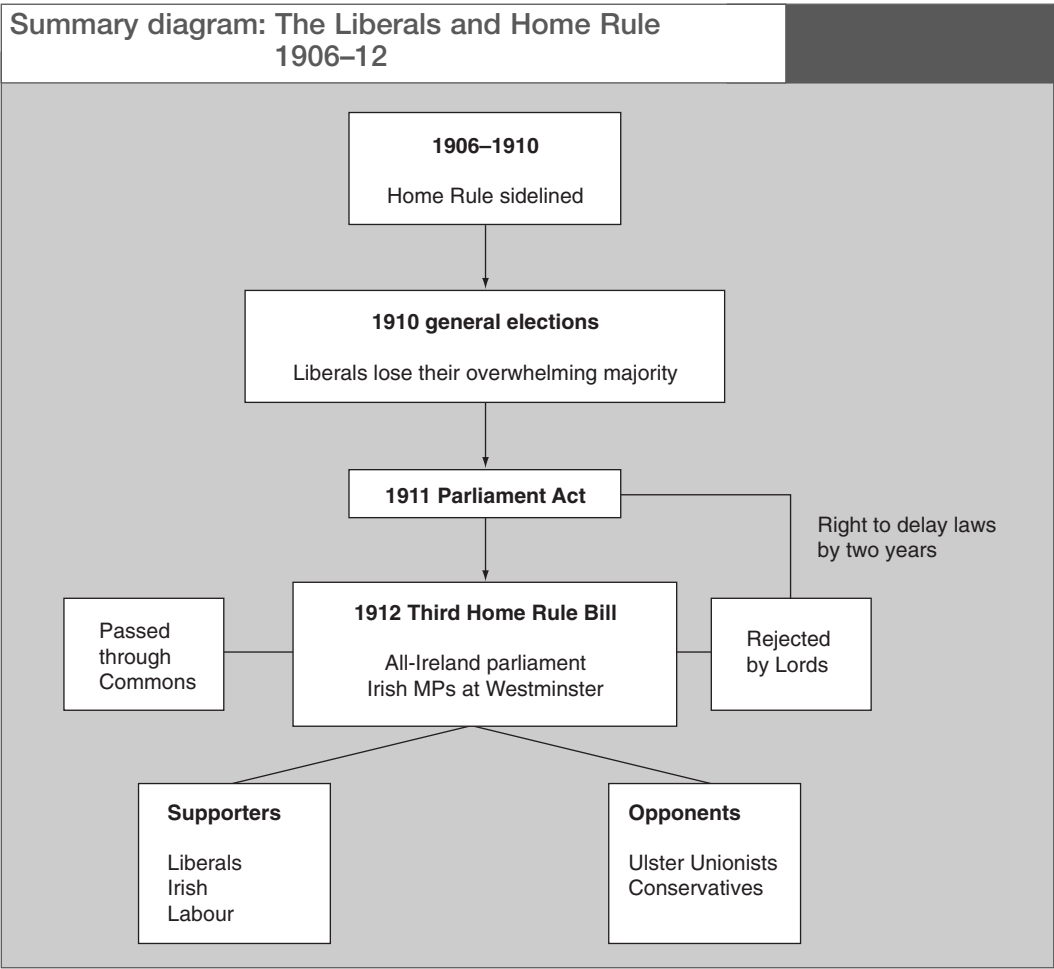 Summary diagram: The Liberals and Home Rule
1906–12
1906–1910
Home Rule sidelined
1910 general elections
Liberals lose their overwhelming majority
1911 Parliament Act
Right to delay laws
by two years
1912 Third Home Rule Bill
All-Ireland parliament
Irish MPs at Westminster
Passed
through
Commons
Rejected
by Lords
Supporters
Liberals
Irish
Labour
Opponents
Ulster Unionists
Conservatives